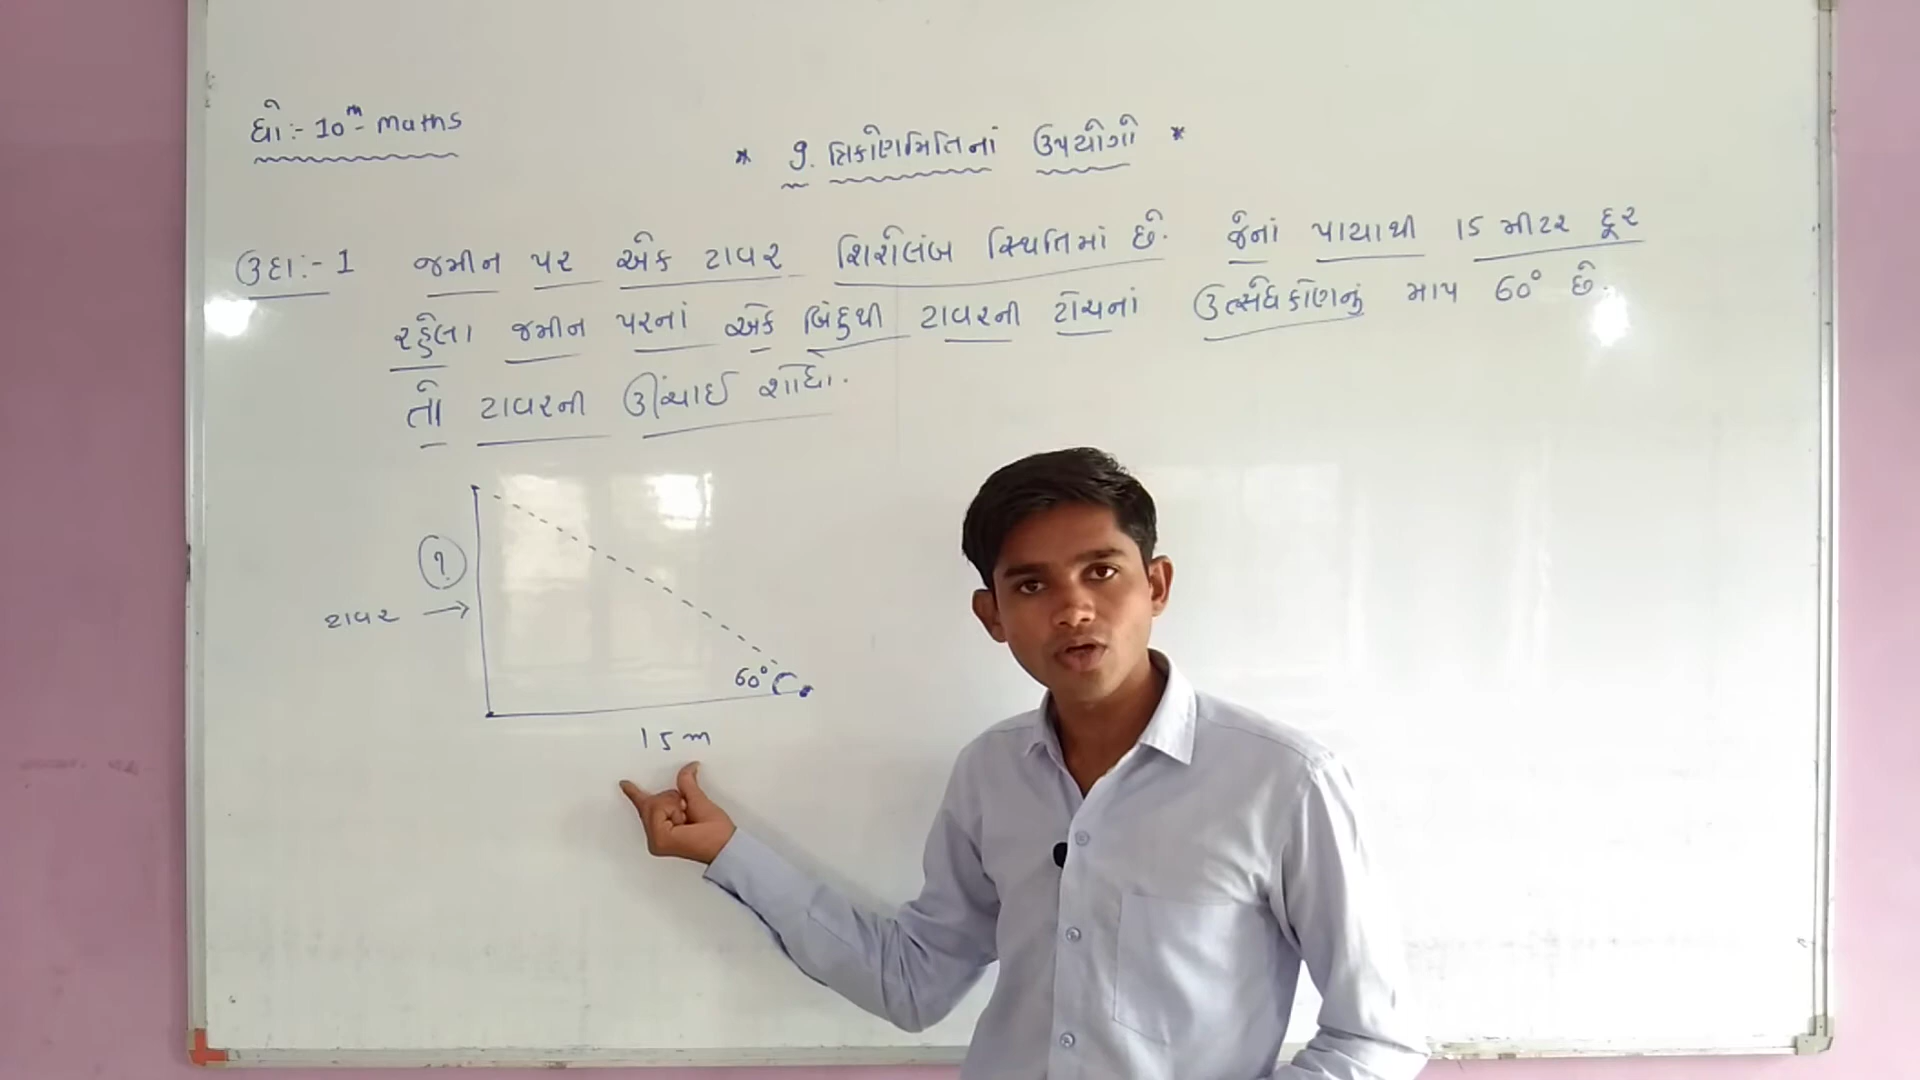 ધો:- 10th Maths
* 9. ત્રિકોણમિતિનાં ઉપયોગો *
ઉદા:- 1 જમીન પર એક ટાવર શિરોલંબ સ્થિતિમાં છે. જેનાં પાયાથી 15 મીટર દૂર
રહેલા જમીન પરનાં એક બિંદુથી ટાવરની ટોચનાં ઉત્સેધકોણનું માપ 60° છે.
તો ટાવરની ઊંચાઈ શોધો.
?
ટાવર →
60°
15 m